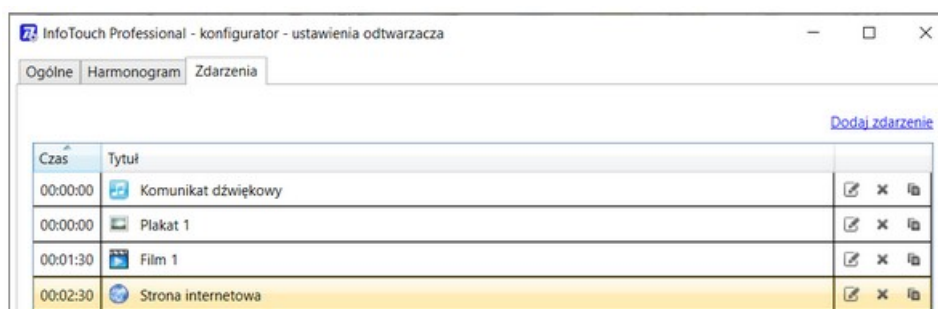 InfoTouch Professional - konfigurator - ustawienia odtwarzacza
Ogólne Harmonogram Zdarzenia
Dodaj zdarzenie
Czas Tytuł
00:00:00 Komunikat dźwiękowy
00:00:00 Plakat 1
00:01:30 Film 1
00:02:30 Strona internetowa